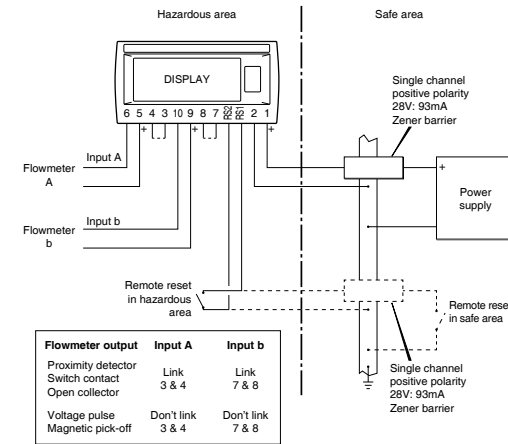 Hazardous area
Safe area
DISPLAY
6 5 4 3 10 9 8 7 RS2 RS1 2 1
+ + +
Single channel
positive polarity
28V: 93mA
Zener barrier
Input A
Flowmeter
A
+
Power
supply
Input b
Flowmeter
b
Remote reset
in hazardous
area
Remote rese
in safe area
Flowmeter output Input A Input b
Proximity detector
Switch contact
Open collector
Link
3 & 4
Link
7 & 8
Voltage pulse
Magnetic pick-off
Don't link
3 & 4
Don't link
7 & 8
Single channel
positive polarity
28V: 93mA
Zener barrier